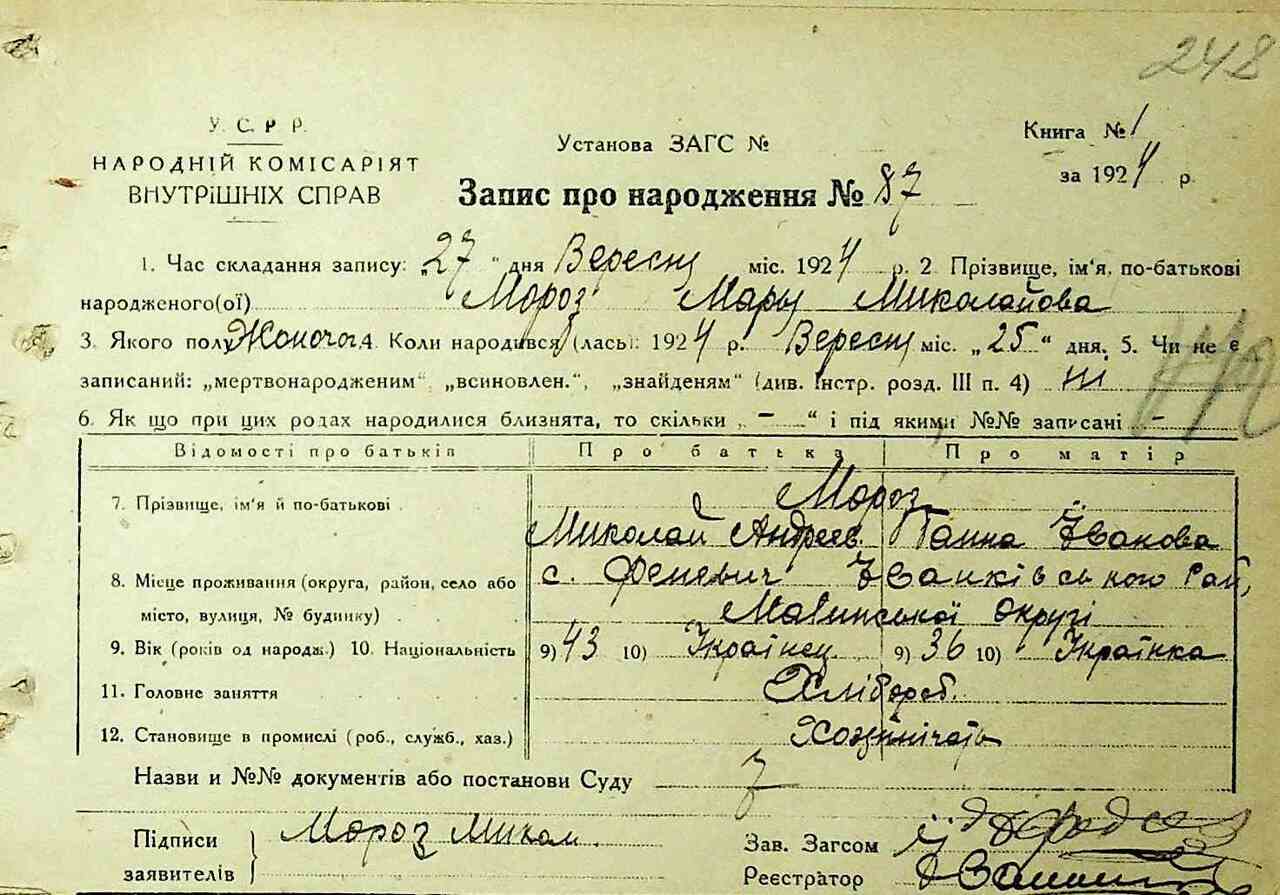 248
У. С. Р Р.
НАРОДНІЙ КОМІСАРІЯТ
ВНУТРІШНІХ СПРАВ
Установа ЗАГС №
Книга № 1
за 1924 р.
Запис про народження № 87
1. Час складання запису: „27 “ дня Вересня міс. 1924 р. 2 Прізвище, ім'я, по-батькові
народженого(ої) Мороз Марія Миколайова
3. Якого полу Жоночого 4. Коли народився (лась): 1924 р. Вересня міс. „25 “ дня. 5. Чи не є
записаний: „мертвонародженим“ „всиновлен.“, „знайденям“ (див. Інстр. розд. III п. 4) Ні
6. Як що при цих родах народилися близнята, то скільки „ - “ і під якими №№ записані -
Відомості про батьків Про батька Про матір
7. Прізвище, ім'я й по-батькові Мороз
Миколай Андреєв. Ганна Іванова
8. Місце проживання (округа, район, село або с. Феневич Іванківського Рай,
місто, вулиця, № будинку) Малинської округі
9. Вік (років од народж.) 10. Національність 9) 43 10) Українец 9) 36 10) Українка
11. Головне заняття Хлібороб.
12. Становище в промислі (роб., служб., хаз.)
Назви и №№ документів або постанови Суду
Підписи Мороз Микол.
заявителів
Зав. Загсом
Реєстратор